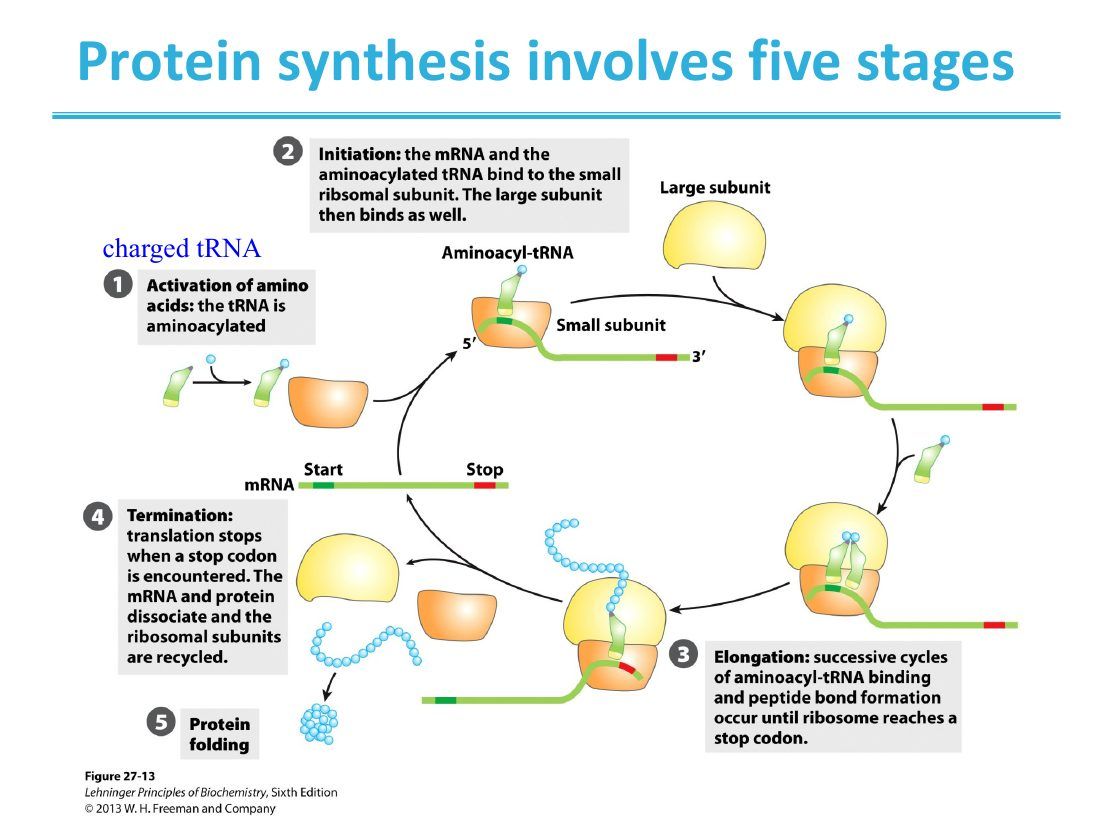 Protein synthesis involves five stages
2
Initiation: the mRNA and the
aminoacylated tRNA bind to the small
ribsomal subunit. The large subunit
then binds as well.
Large subunit
charged tRNA
Aminoacyl-tRNA
1
Activation of amino
acids: the tRNA is
aminoacylated
Small subunit
5′
3′
Start
Stop
mRNA
4
Termination:
translation stops
when a stop codon
is encountered. The
mRNA and protein
dissociate and the
ribosomal subunits
are recycled.
3
Elongation: successive cycles
of aminoacyl-tRNA binding
and peptide bond formation
occur until ribosome reaches a
stop codon.
5
Protein
folding
Figure 27-13
Lehninger Principles of Biochemistry, Sixth Edition
© 2013 W. H. Freeman and Company